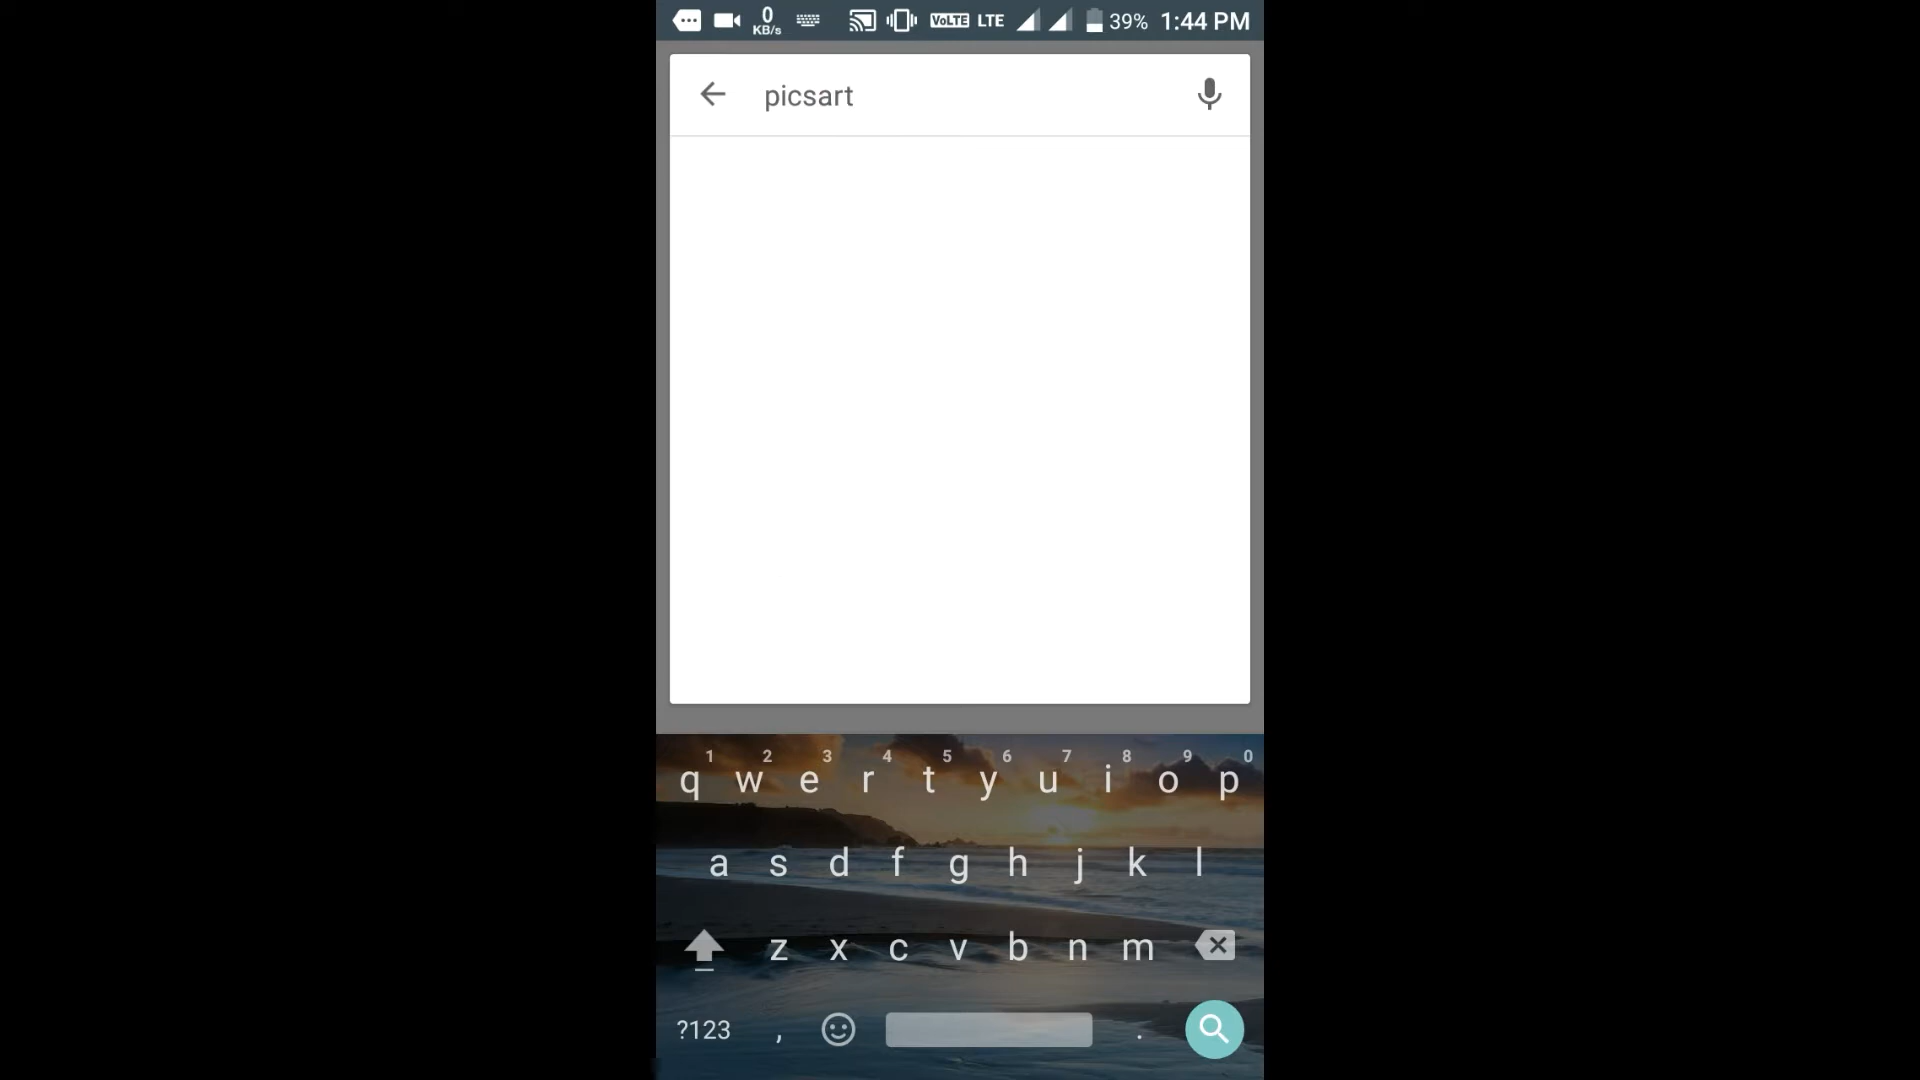 0 KB/s VoLTE LTE 39% 1:44 PM
picsart
1 2 3 4 5 6 7 8 9 0
q w e r t y u i o p
a s d f g h j k l
z x c v b n m
?123 , .